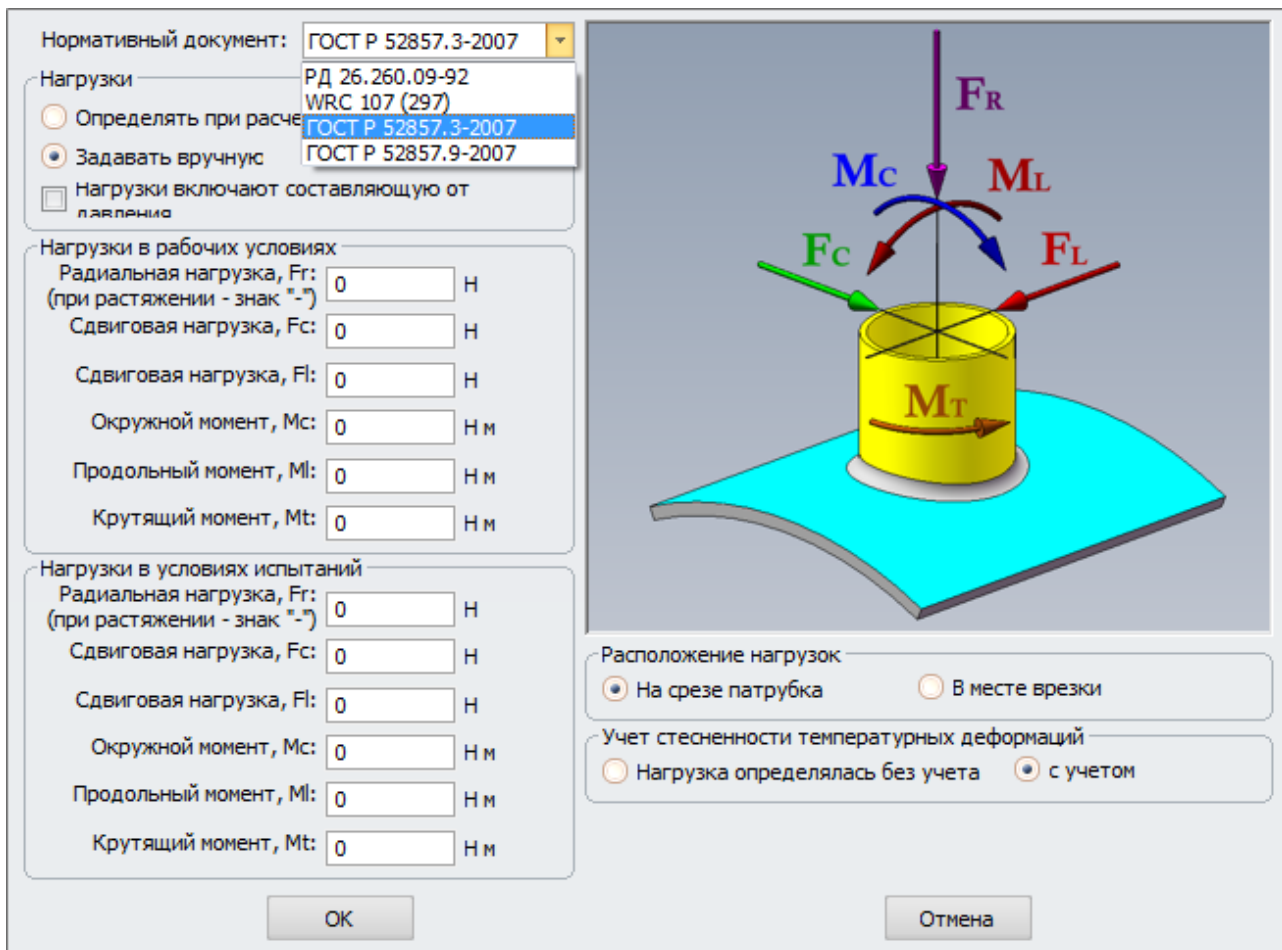 Нормативный документ: ГОСТ Р 52857.3-2007
РД 26.260.09-92
WRC 107 (297)
ГОСТ Р 52857.3-2007
ГОСТ Р 52857.9-2007
Нагрузки
Определять при расче
Задавать вручную
Нагрузки включают составляющую от
давления
Нагрузки в рабочих условиях
Радиальная нагрузка, Fr:
(при растяжении - знак "-") 0 Н
Сдвиговая нагрузка, Fc: 0 Н
Сдвиговая нагрузка, Fl: 0 Н
Окружной момент, Mc: 0 Н м
Продольный момент, Ml: 0 Н м
Крутящий момент, Mt: 0 Н м
Нагрузки в условиях испытаний
Радиальная нагрузка, Fr:
(при растяжении - знак "-") 0 Н
Сдвиговая нагрузка, Fc: 0 Н
Сдвиговая нагрузка, Fl: 0 Н
Окружной момент, Mc: 0 Н м
Продольный момент, Ml: 0 Н м
Крутящий момент, Mt: 0 Н м
FR
MC ML
FC FL
MT
Расположение нагрузок
На срезе патрубка В месте врезки
Учет стесненности температурных деформаций
Нагрузка определялась без учета с учетом
OK Отмена